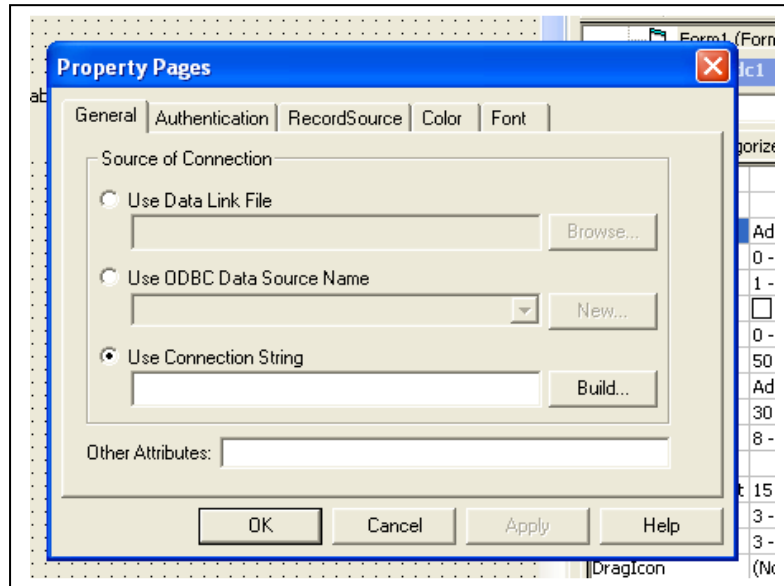 Form1 (Form
Property Pages
dc1
General Authentication RecordSource Color Font
gorize
Source of Connection
Use Data Link File
Browse...
Ad
0 -
Use ODBC Data Source Name
1 -
New...
0 -
Use Connection String
50
Build...
Ad
30
8 -
Other Attributes:
t 15
OK Cancel Apply Help
3 -
3 -
DragIcon (No